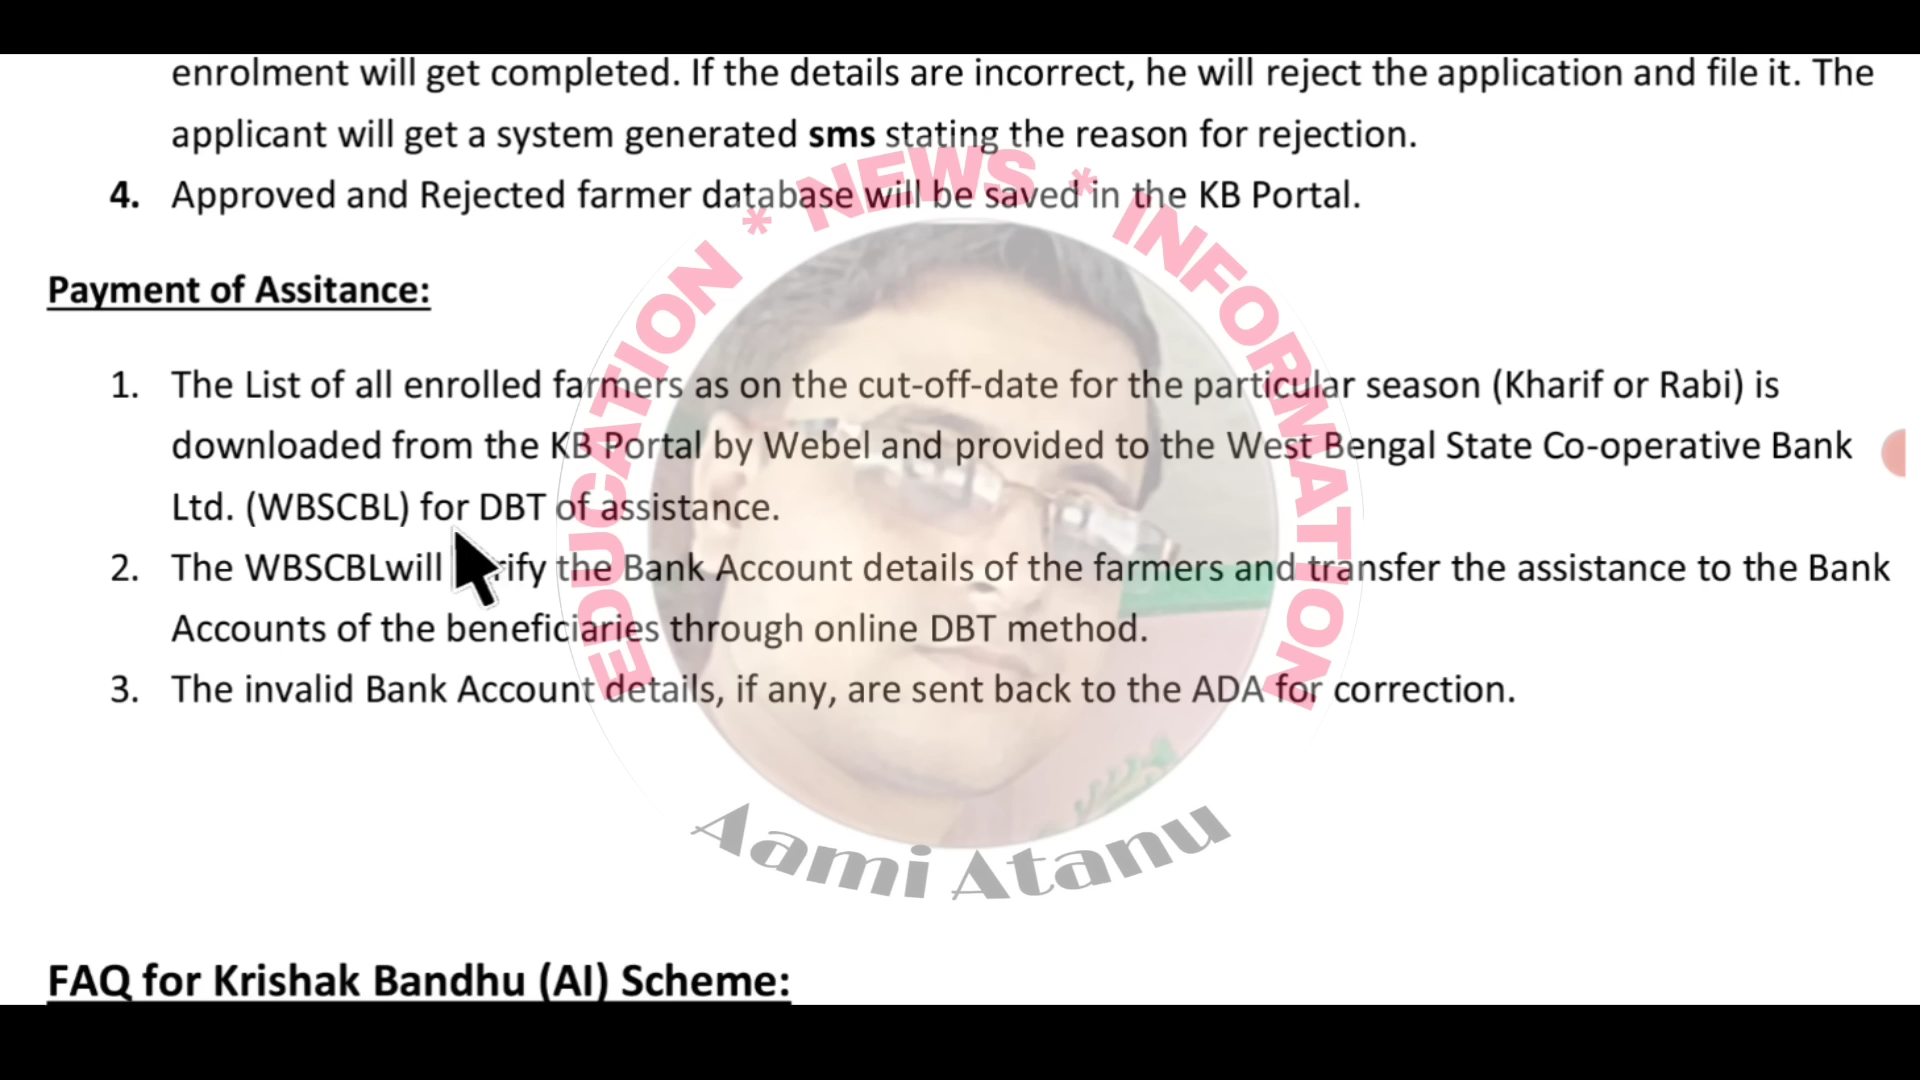 enrolment will get completed. If the details are incorrect, he will reject the application and file it. The
applicant will get a system generated sms stating the reason for rejection.
4. Approved and Rejected farmer database will be saved in the KB Portal.
Payment of Assitance:
1. The List of all enrolled farmers as on the cut-off-date for the particular season (Kharif or Rabi) is
downloaded from the KB Portal by Webel and provided to the West Bengal State Co-operative Bank
Ltd. (WBSCBL) for DBT of assistance.
2. The WBSCBLwill rify the Bank Account details of the farmers and transfer the assistance to the Bank
Accounts of the beneficiaries through online DBT method.
3. The invalid Bank Account details, if any, are sent back to the ADA for correction.
FAQ for Krishak Bandhu (AI) Scheme:
EDUCATION * NEWS * INFORMATION
Aami Atanu